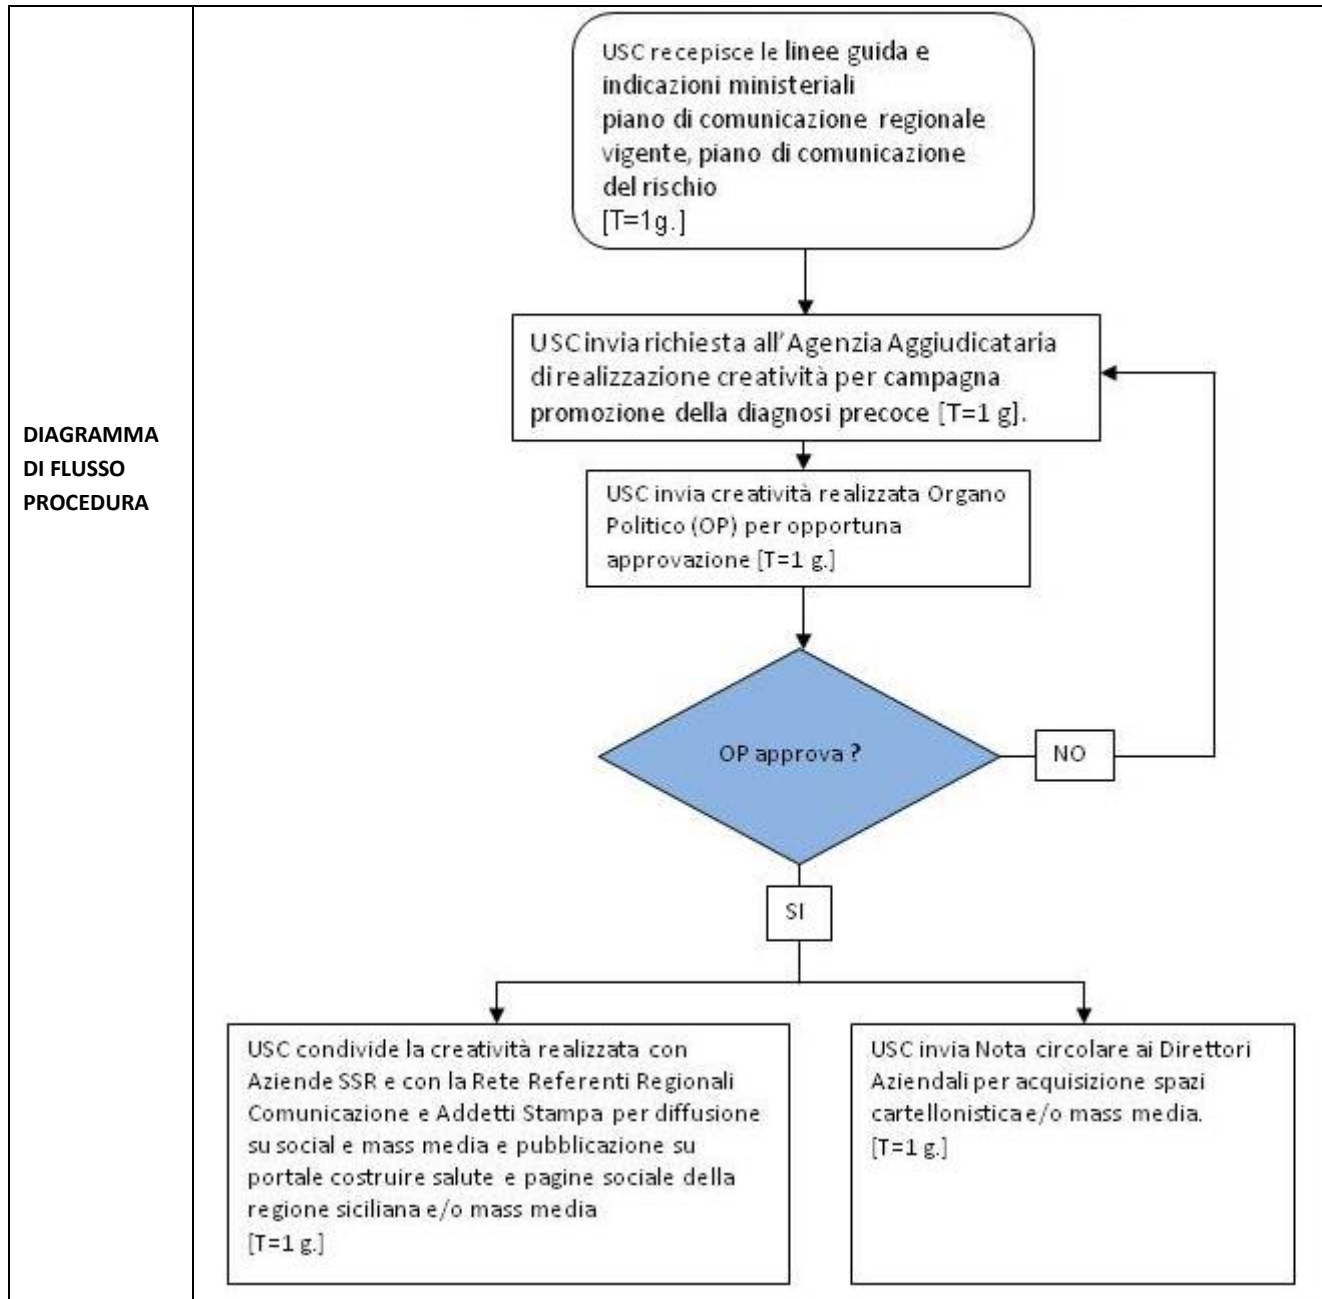 DIAGRAMMA
DI FLUSSO
PROCEDURA
USC recepisce le linee guida e
indicazioni ministeriali
piano di comunicazione regionale
vigente, piano di comunicazione
del rischio
[T=1g.]
USC invia richiesta all'Agenzia Aggiudicataria
di realizzazione creatività per campagna
promozione della diagnosi precoce [T=1 g].
USC invia creatività realizzata Organo
Politico (OP) per opportuna
approvazione [T=1 g.]
OP approva ?
NO
SI
USC condivide la creatività realizzata con
Aziende SSR e con la Rete Referenti Regionali
Comunicazione e Addetti Stampa per diffusione
su social e mass media e pubblicazione su
portale costruire salute e pagine sociale della
regione siciliana e/o mass media
[T=1 g.]
USC invia Nota circolare ai Direttori
Aziendali per acquisizione spazi
cartellonistica e/o mass media.
[T=1 g.]